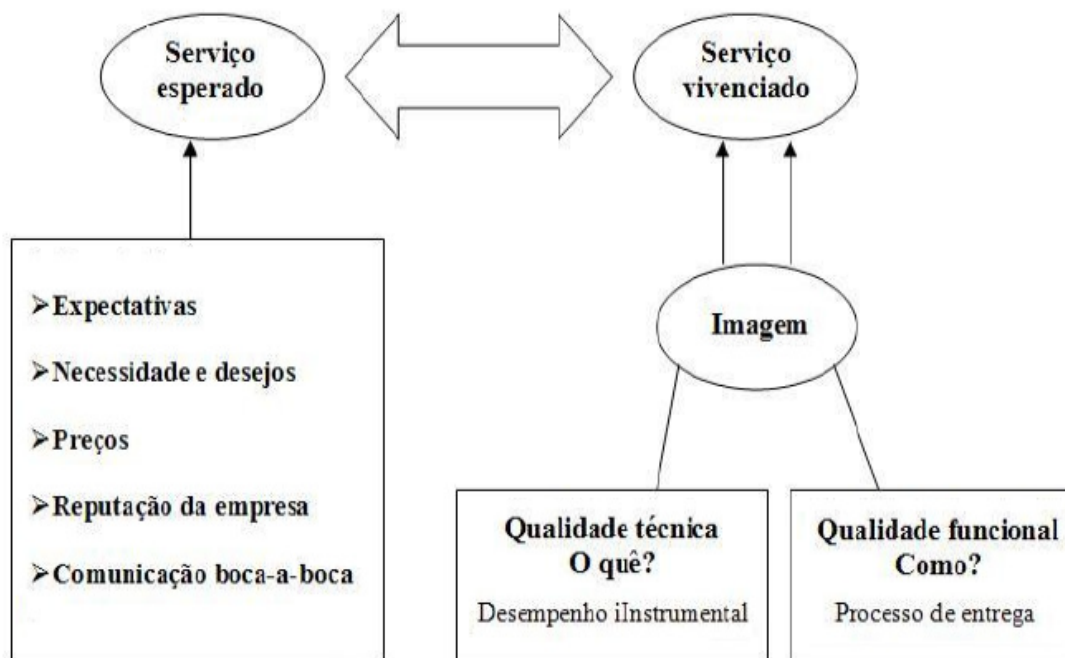 Serviço
esperado
Serviço
vivenciado
➢Expectativas
➢Necessidade e desejos
➢Preços
➢Reputação da empresa
➢Comunicação boca-a-boca
Imagem
Qualidade técnica
O quê?
Desempenho iInstrumental
Qualidade funcional
Como?
Processo de entrega